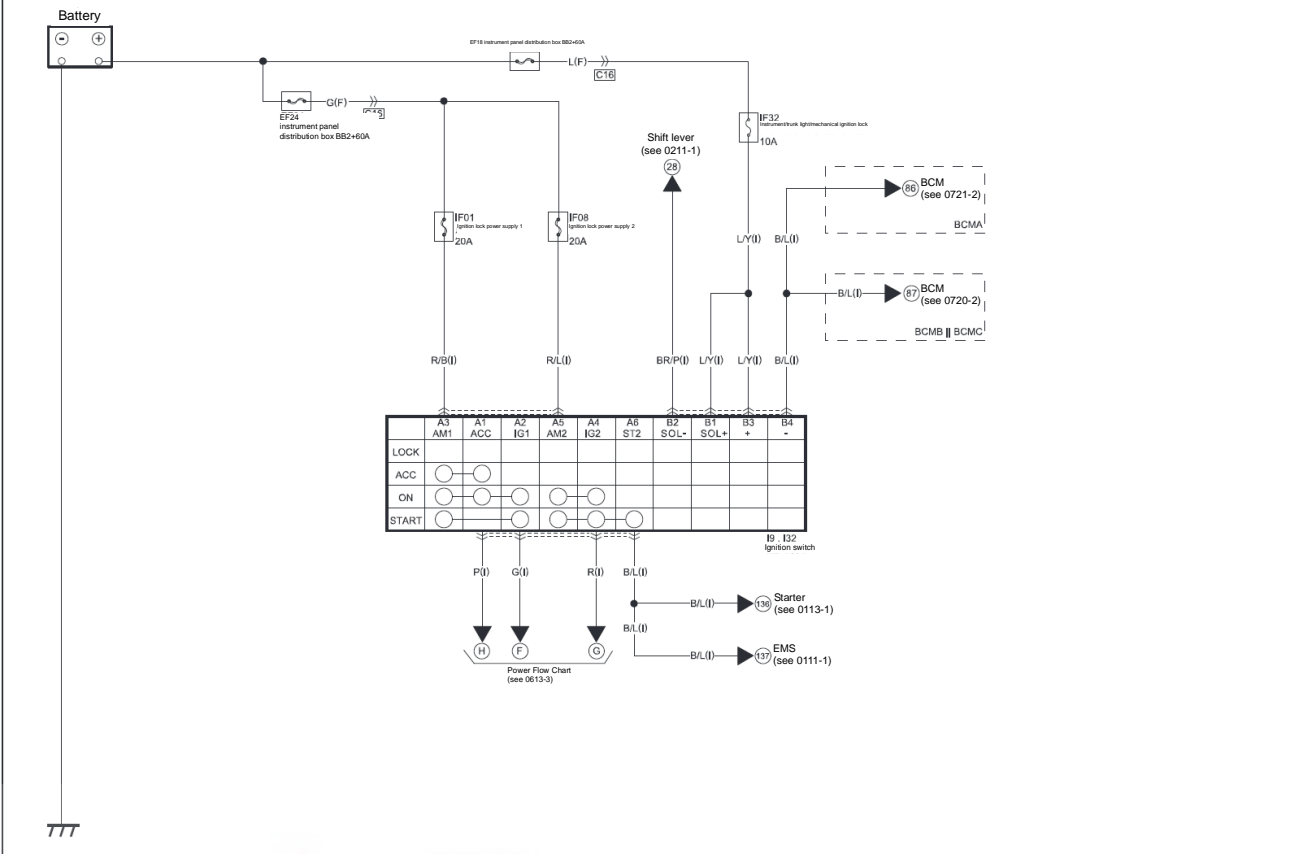 Battery
-
+
EF18 instrument panel distribution box BB2+60A
L(F)
C16
G(F)
EF24
instrument panel
distribution box BB2+60A
IF32
Instrument/trunk light/mechanical ignition lock
10A
Shift lever
(see 0211-1)
28
86
BCM
(see 0721-2)
BCMA
IF01
Ignition lock power supply 1
20A
IF08
Ignition lock power supply 2
20A
L/Y(I)
B/L(I)
B/L(I)
87
BCM
(see 0720-2)
BCMB || BCMC
R/B(I)
R/L(I)
BR/P(I)
L/Y(I)
L/Y(I)
B/L(I)
A3 A1 A2 A5 A4 A6 B2 B1 B3 B4
AM1 ACC IG1 AM2 IG2 ST2 SOL- SOL+ + -
LOCK
ACC
ON
START
I9 . I32
Ignition switch
P(I)
G(I)
R(I)
B/L(I)
B/L(I)
136
Starter
(see 0113-1)
B/L(I)
B/L(I)
137
EMS
(see 0111-1)
H
F
G
Power Flow Chart
(see 0613-3)